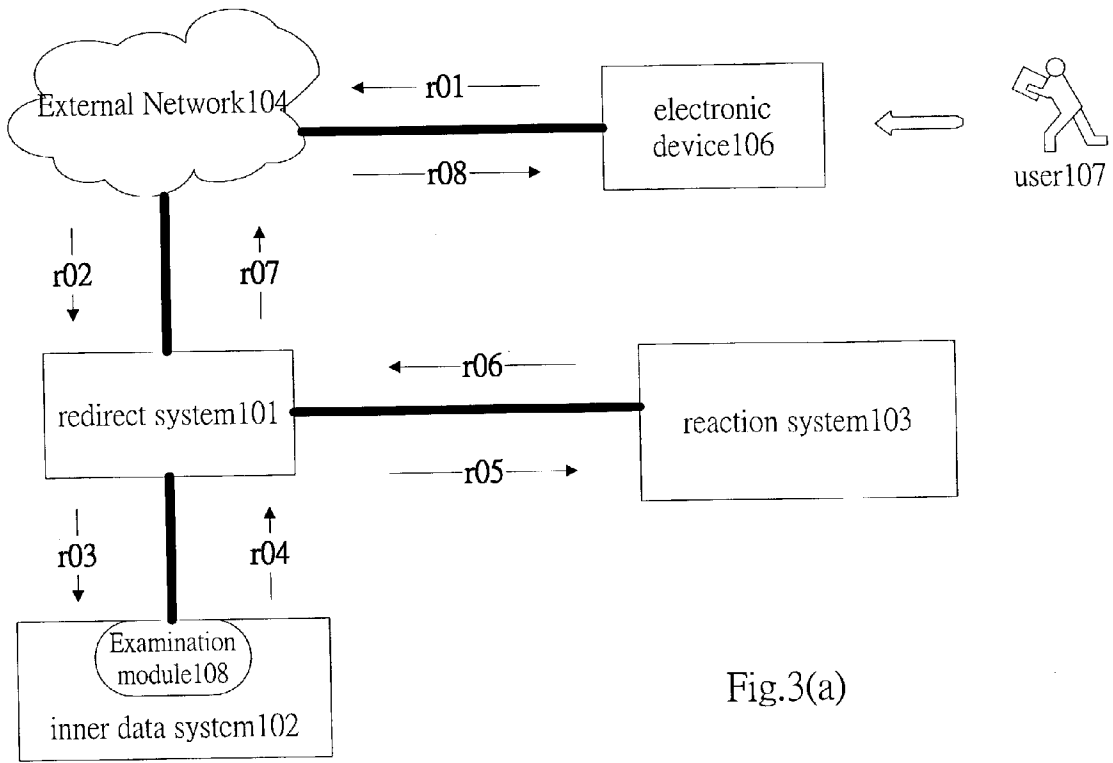 External Network104
r01
electronic
device106
r08
user107
r02
r07
redirect system101
r06
reaction system103
r05
r03
r04
Examination
module108
inner data system102
Fig.3(a)